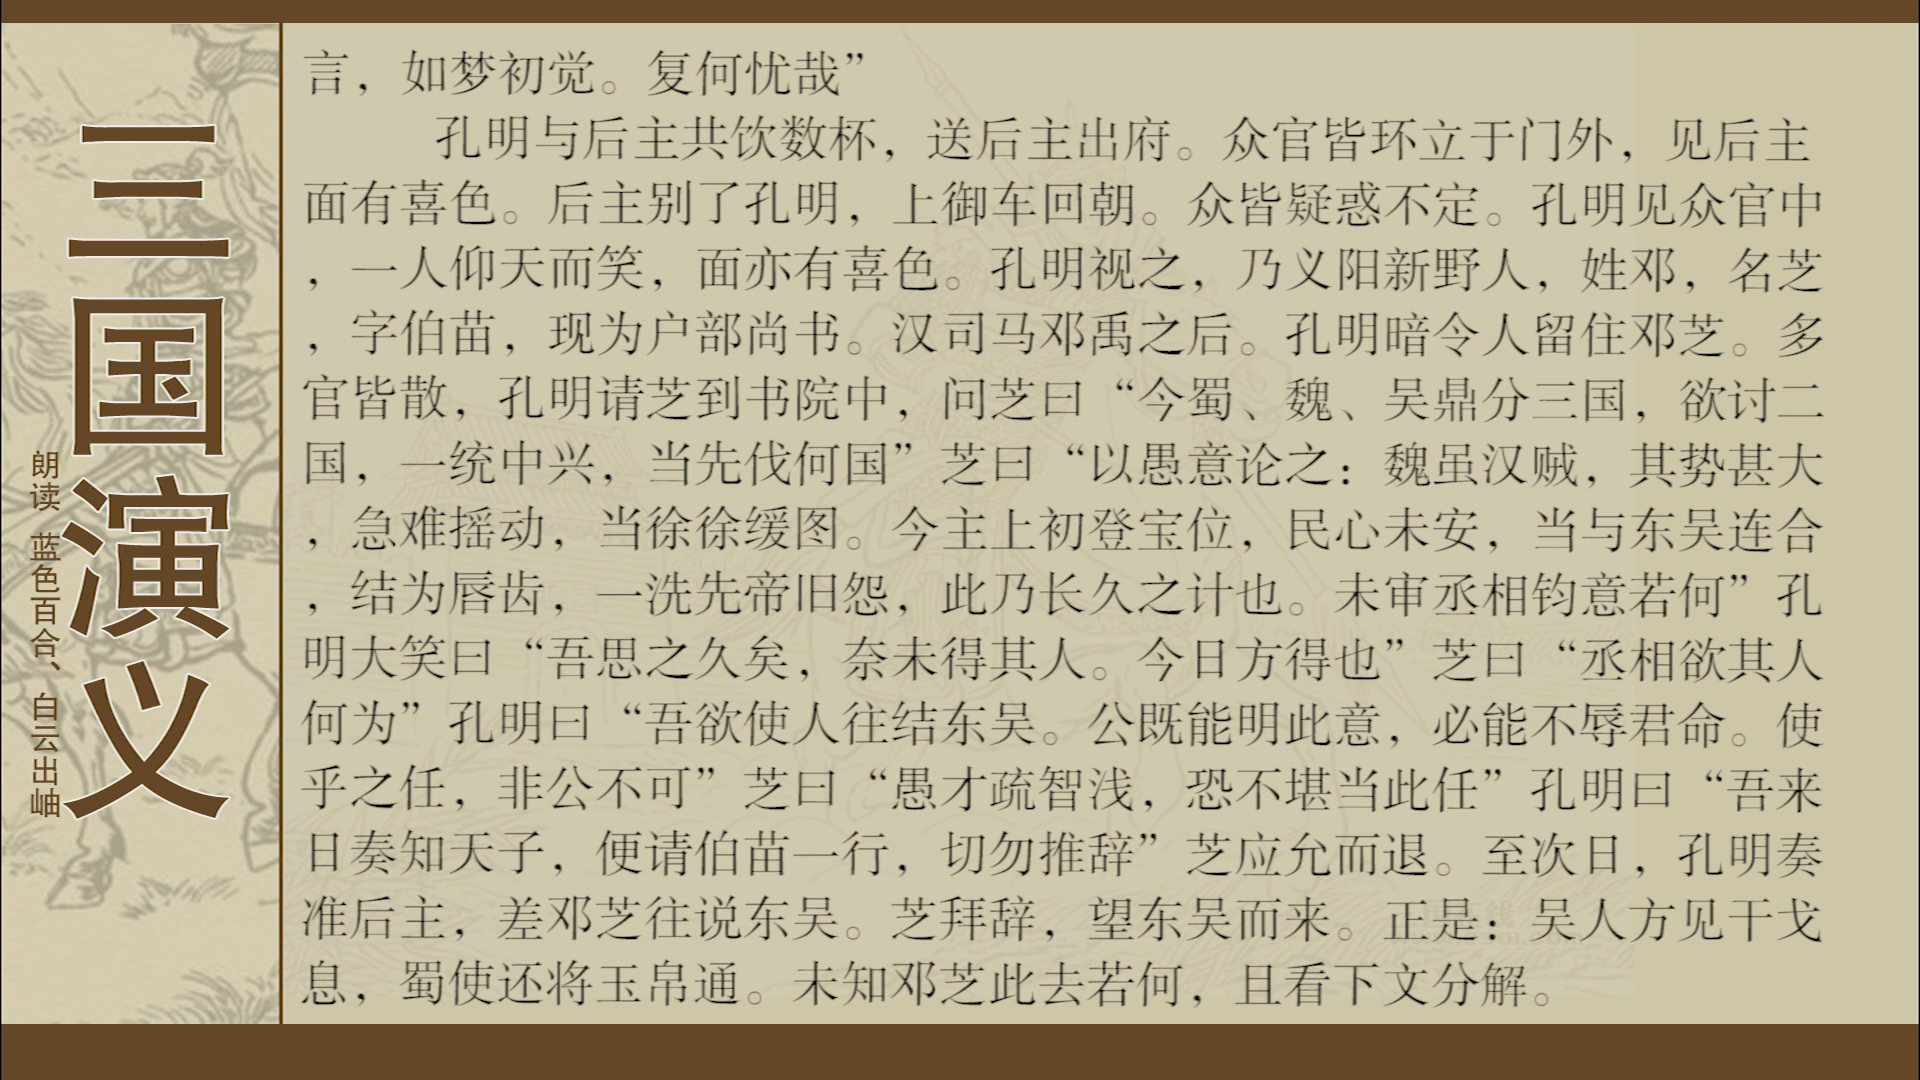 三国演义
朗读 蓝色百合、白云出岫
言，如梦初觉。复何忧哉”
孔明与后主共饮数杯，送后主出府。众官皆环立于门外，见后主
面有喜色。后主别了孔明，上御车回朝。众皆疑惑不定。孔明见众官中
，一人仰天而笑，面亦有喜色。孔明视之，乃义阳新野人，姓邓，名芝
，字伯苗，现为户部尚书。汉司马邓禹之后。孔明暗令人留住邓芝。多
官皆散，孔明请芝到书院中，问芝曰“今蜀、魏、吴鼎分三国，欲讨二
国，一统中兴，当先伐何国”芝曰“以愚意论之：魏虽汉贼，其势甚大
，急难摇动，当徐徐缓图。今主上初登宝位，民心未安，当与东吴连合
，结为唇齿，一洗先帝旧怨，此乃长久之计也。未审丞相钧意若何”孔
明大笑曰“吾思之久矣，奈未得其人。今日方得也”芝曰“丞相欲其人
何为”孔明曰“吾欲使人往结东吴。公既能明此意，必能不辱君命。使
乎之任，非公不可”芝曰“愚才疏智浅，恐不堪当此任”孔明曰“吾来
日奏知天子，便请伯苗一行，切勿推辞”芝应允而退。至次日，孔明奏
准后主，差邓芝往说东吴。芝拜辞，望东吴而来。正是：吴人方见干戈
息，蜀使还将玉帛通。未知邓芝此去若何，且看下文分解。